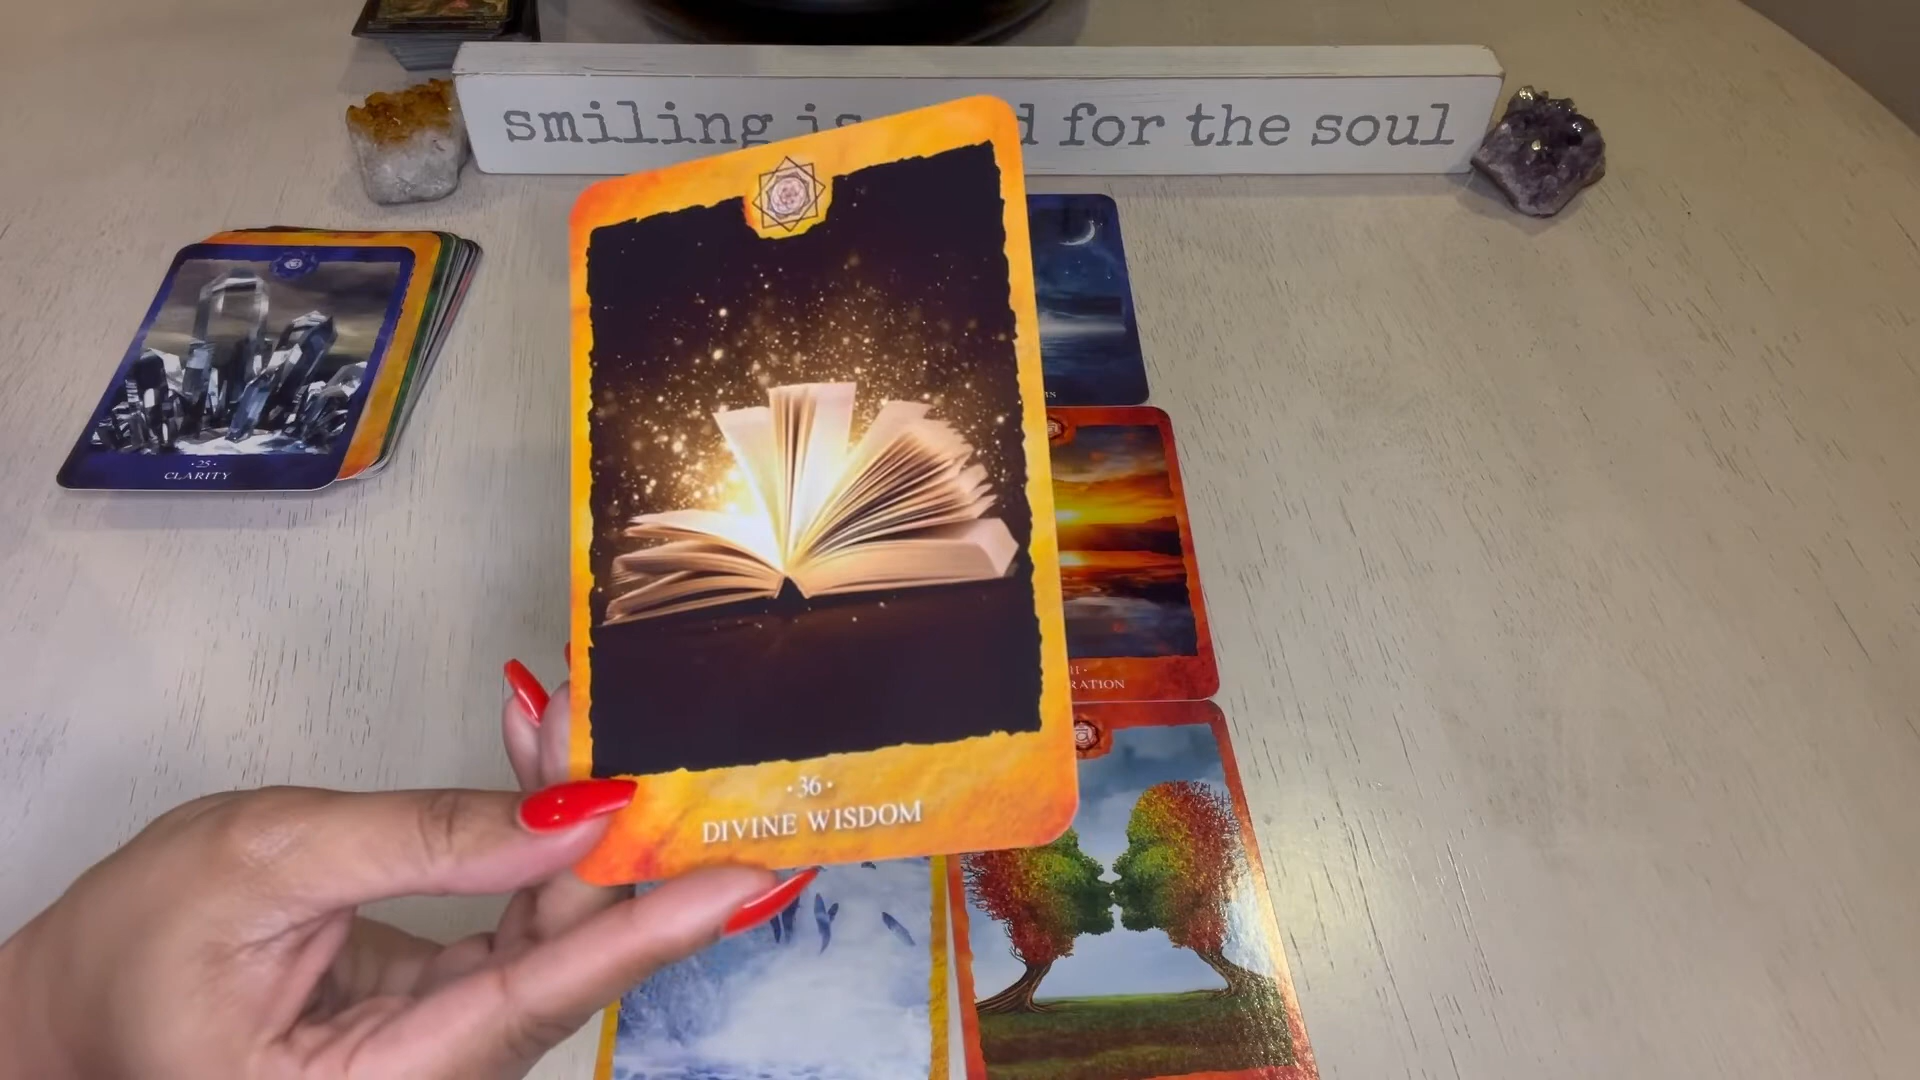 smiling is
for the soul
·25·
CLARITY
·36·
DIVINE WISDOM